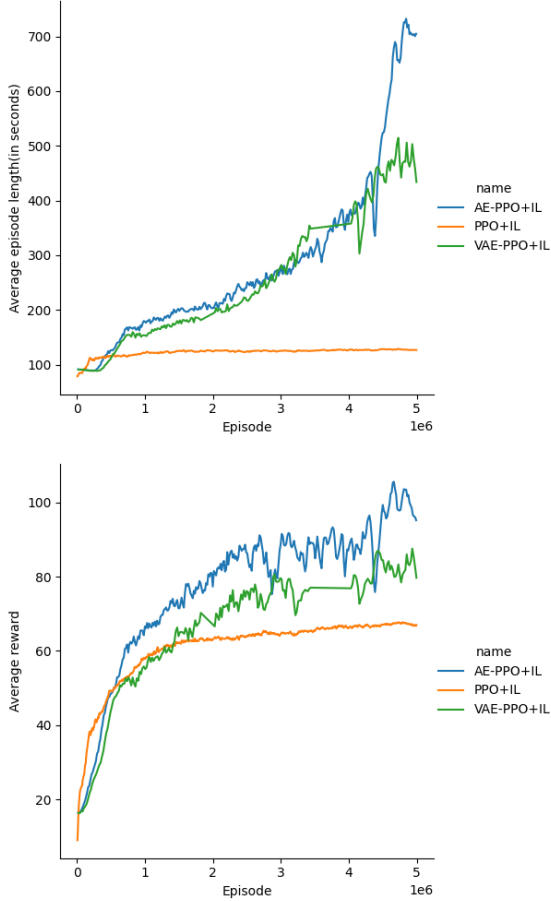 700
600
500
400
300
200
100
Average episode length(in seconds)
0
1
2
3
4
5
1e6
Episode
name
AE-PPO+IL
PPO+IL
VAE-PPO+IL
100
80
60
40
20
Average reward
0
1
2
3
4
5
1e6
Episode
name
AE-PPO+IL
PPO+IL
VAE-PPO+IL